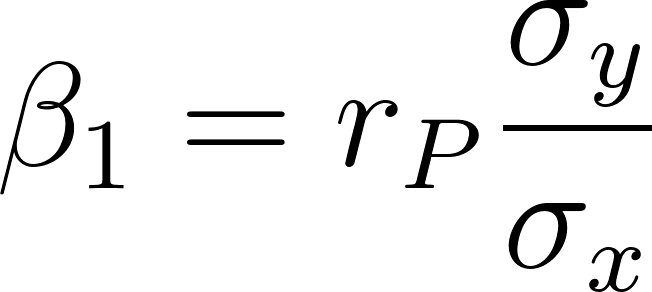 β₁ = r_P σ_y / σ_x